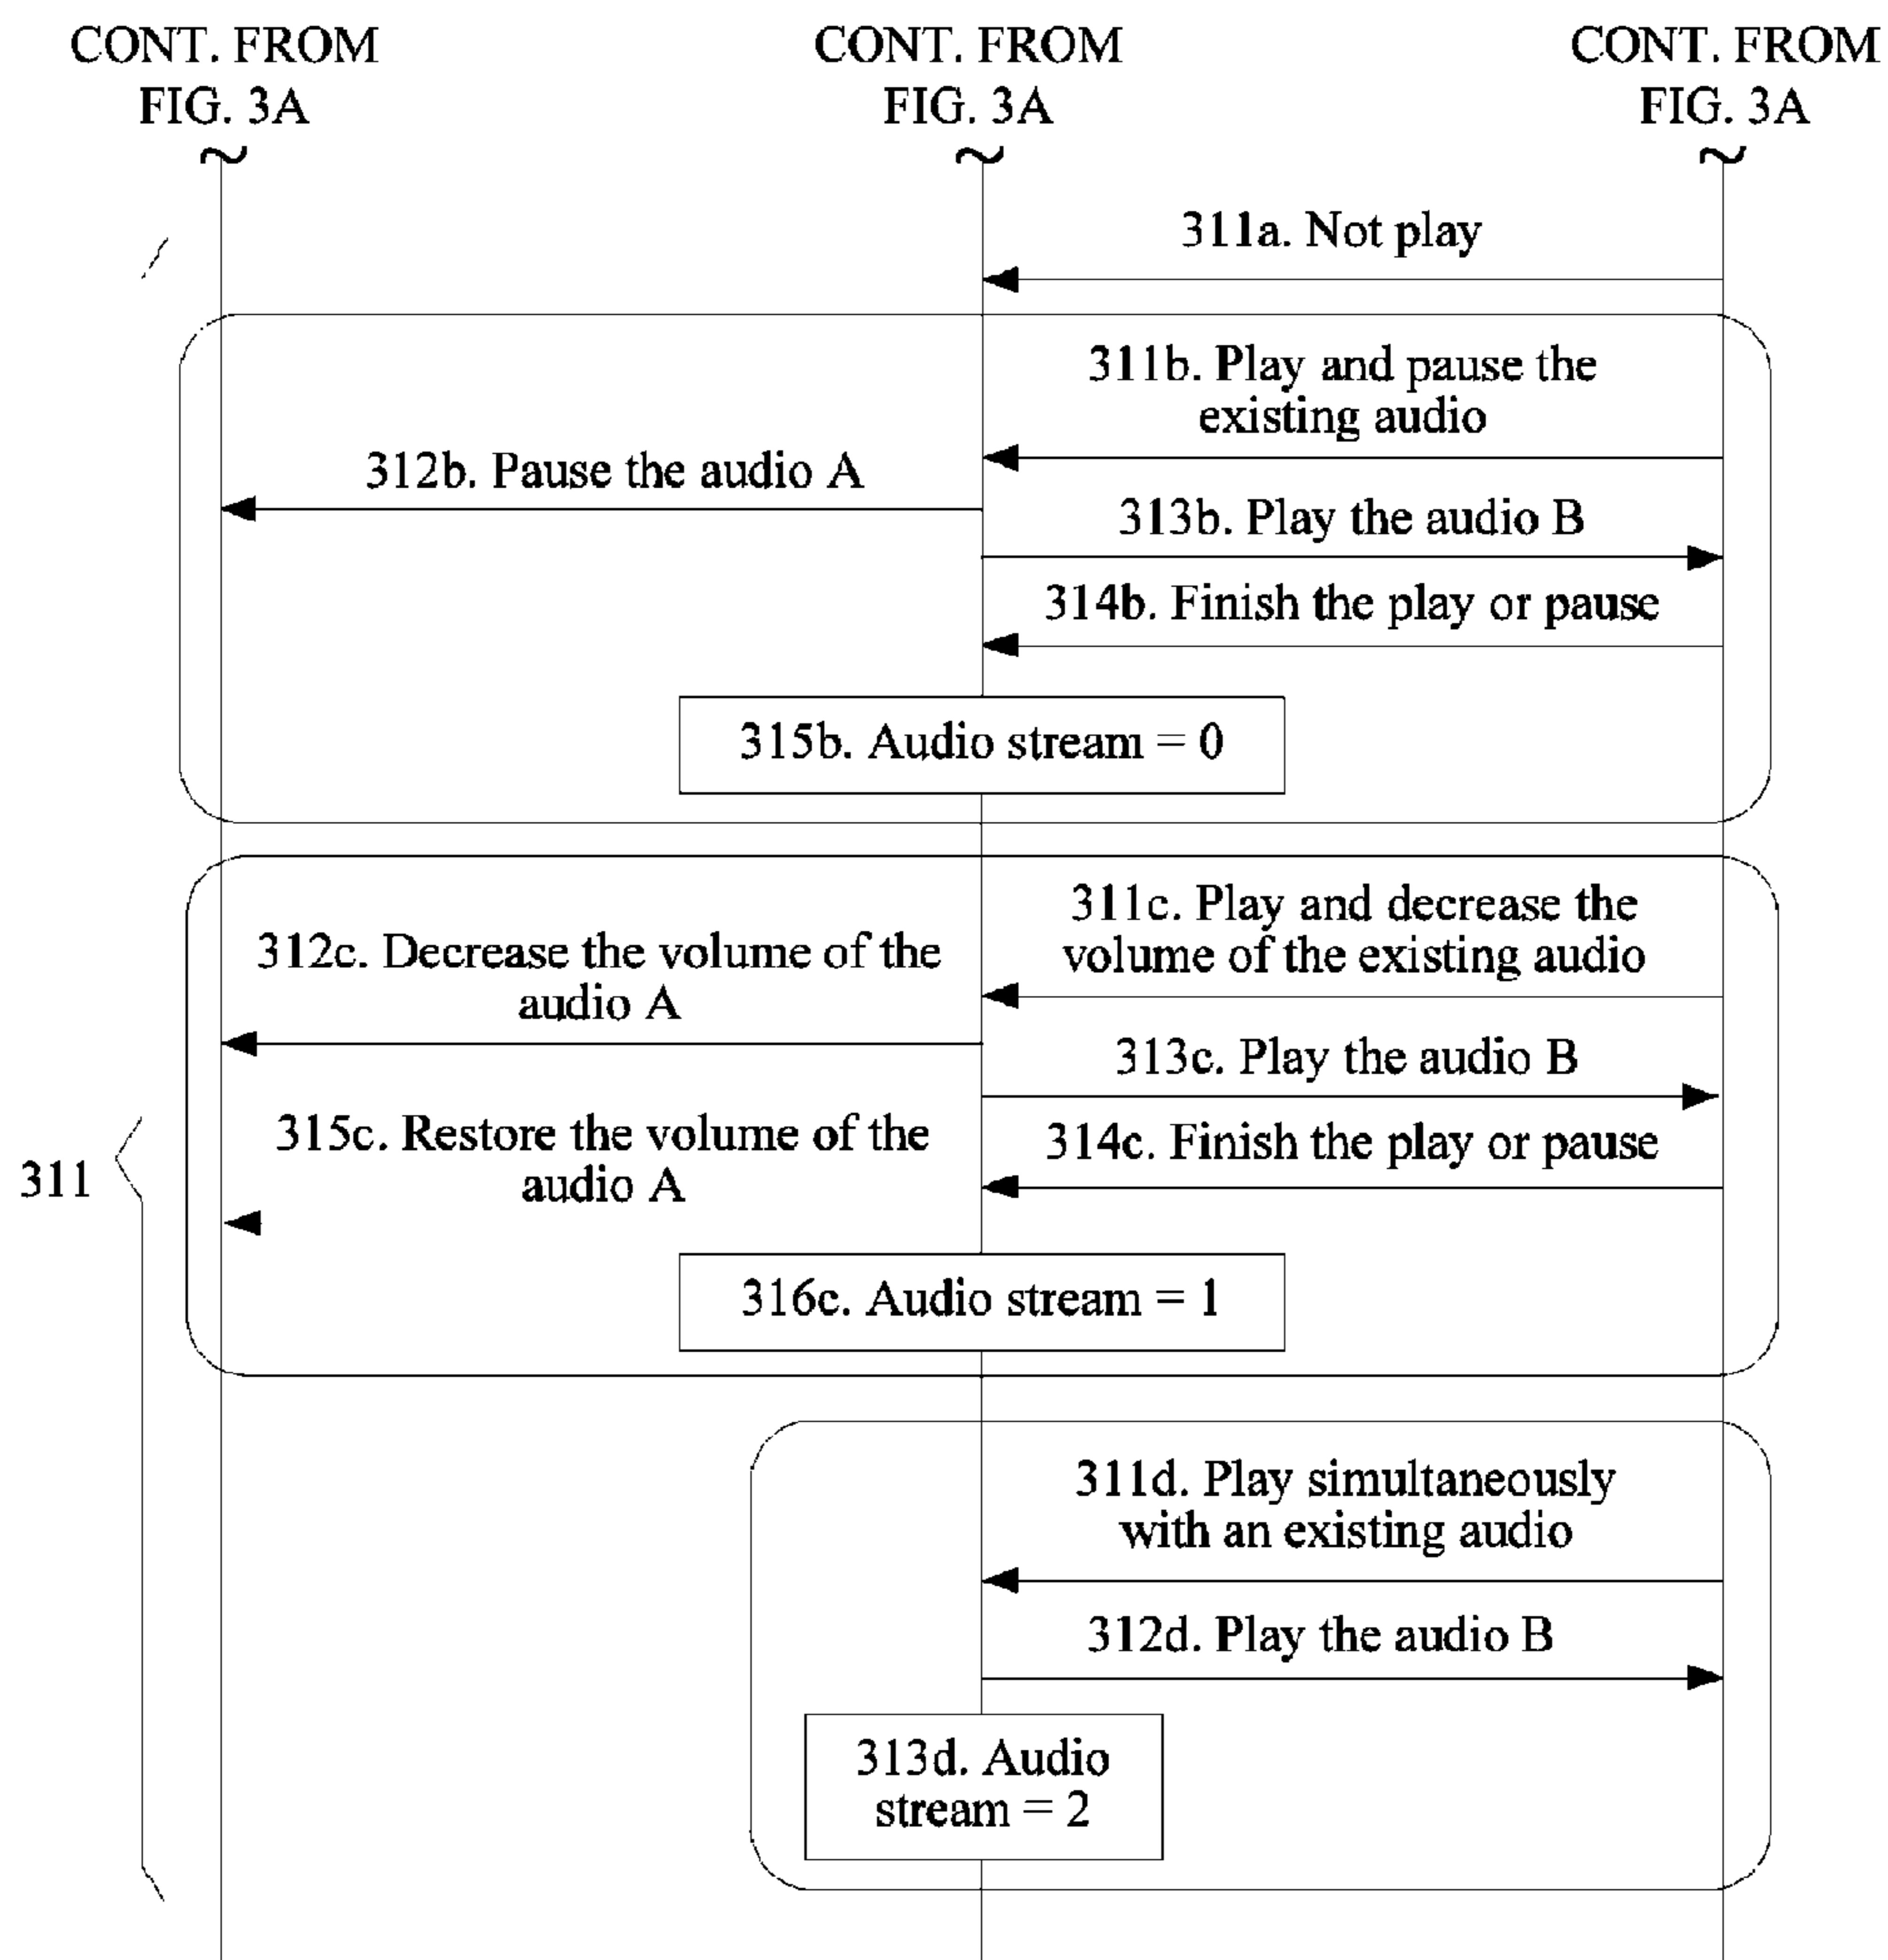 CONT. FROM
FIG. 3A
CONT. FROM
FIG. 3A
CONT. FROM
FIG. 3A
311a. Not play
311b. Play and pause the
existing audio
312b. Pause the audio A
313b. Play the audio B
314b. Finish the play or pause
315b. Audio stream = 0
311c. Play and decrease the
volume of the existing audio
312c. Decrease the volume of the
audio A
313c. Play the audio B
314c. Finish the play or pause
315c. Restore the volume of the
audio A
311
316c. Audio stream = 1
311d. Play simultaneously
with an existing audio
312d. Play the audio B
313d. Audio
stream = 2